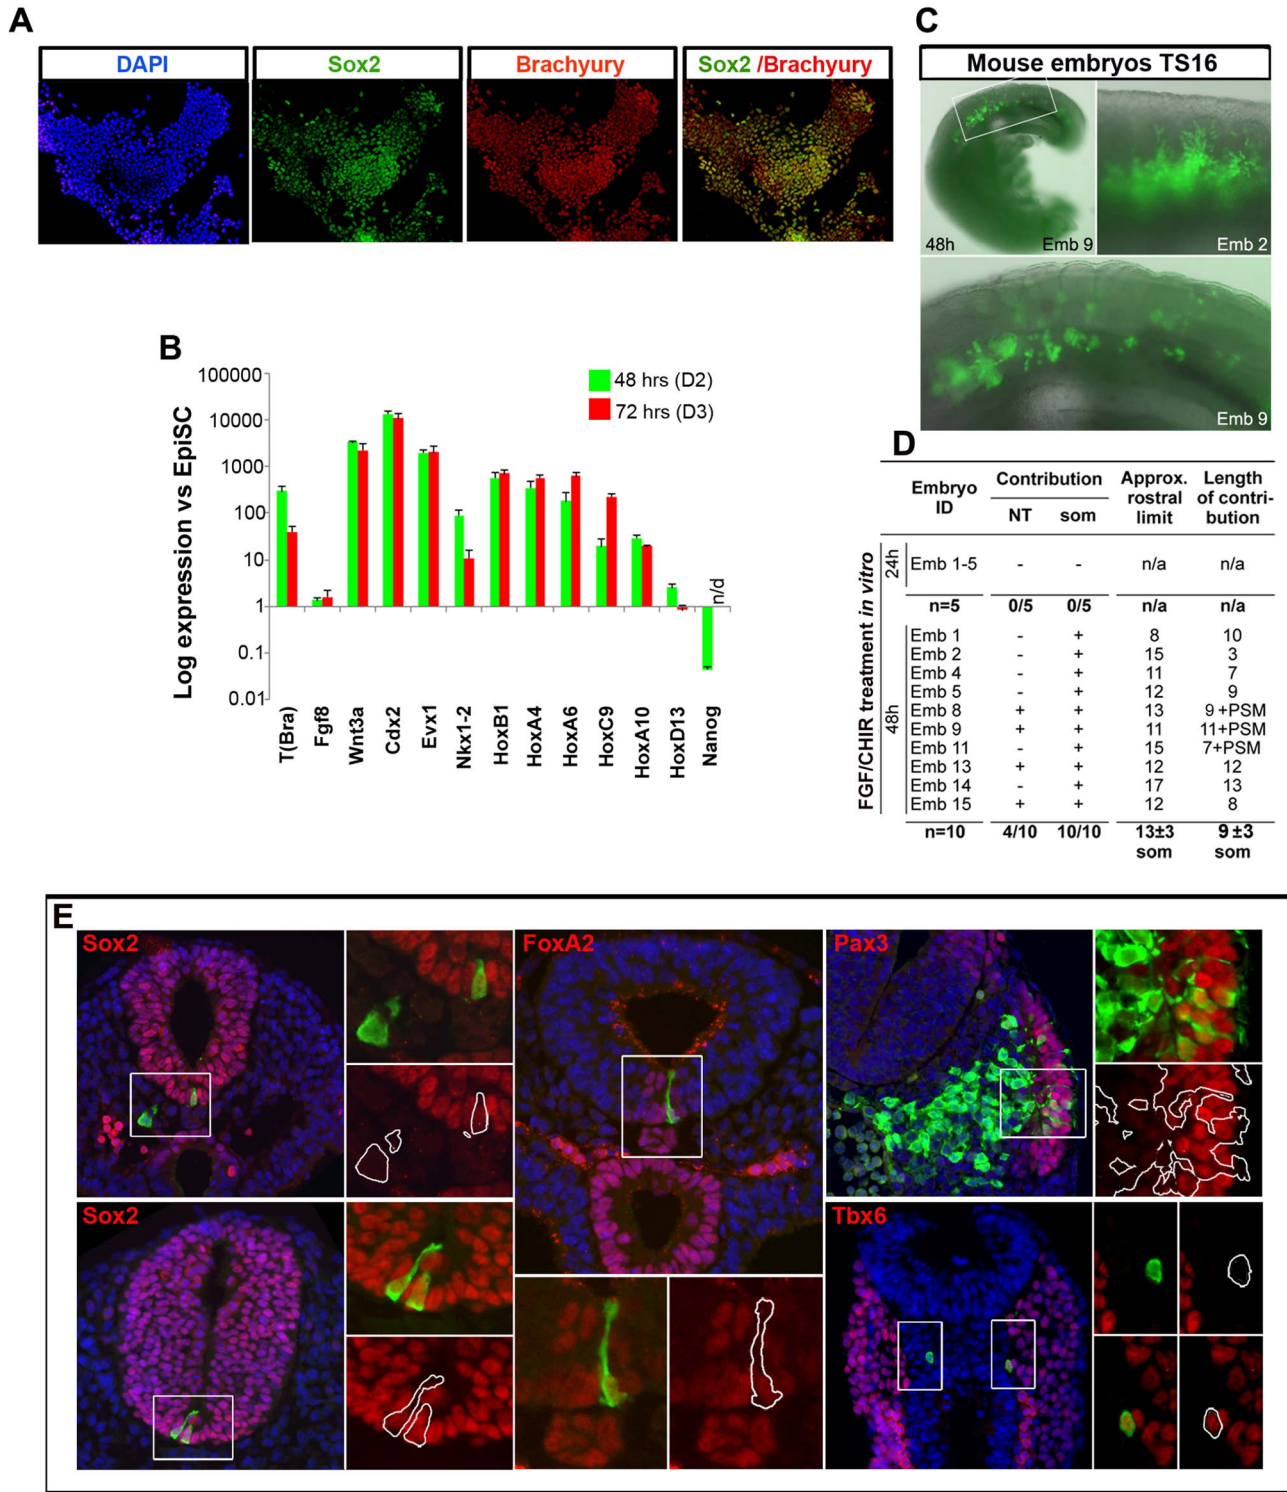 A
DAPI
Sox2
Brachyury
Sox2 /Brachyury
C
Mouse embryos TS16
48h
Emb 9
Emb 2
Emb 9
B
Log expression vs EpiSC
100000
10000
1000
100
10
1
0.1
0.01
48 hrs (D2)
72 hrs (D3)
n/d
T(Bra)
Fgf8
Wnt3a
Cdx2
Evx1
Nkx1-2
HoxB1
HoxA4
HoxA6
HoxC9
HoxA10
HoxD13
Nanog
D
Embryo ID Contribution Approx. rostral limit Length of contri-bution
NT som
FGF/CHIR treatment in vitro
24h
Emb 1-5 - - n/a n/a
n=5 0/5 0/5 n/a n/a
48h
Emb 1 - + 8 10
Emb 2 - + 15 3
Emb 4 - + 11 7
Emb 5 - + 12 9
Emb 8 + + 13 9 +PSM
Emb 9 + + 11 11+PSM
Emb 11 - + 15 7+PSM
Emb 13 + + 12 12
Emb 14 - + 17 13
Emb 15 + + 12 8
n=10 4/10 10/10 13±3 som 9 ±3 som
E
Sox2
FoxA2
Pax3
Sox2
Tbx6